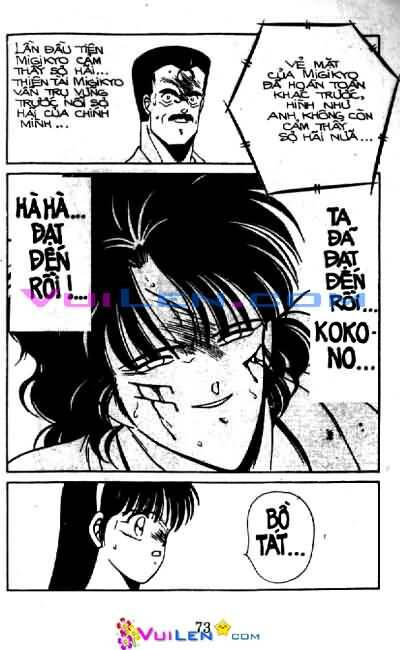 LẦN ĐẦU TIÊN
MIGIKYO CẢM
THẤY SỢ HÃI...
THIÊN TÀI MIGIKYO
VẪN TRỤ VỮNG
TRƯỚC NỖI SỢ
HÃI CỦA CHÍNH
MÌNH...
VẺ MẶT
CỦA MIGIKYO
ĐÃ HOÀN TOÀN
KHÁC TRƯỚC,
HÌNH NHƯ
ANH KHÔNG CÒN
CẢM THẤY
SỢ HÃI NỮA...
HÀ HÀ...
ĐẠT
ĐẾN
RỒI!...
TA
ĐÃ
ĐẠT
ĐẾN
RỒI...
KOKO-
NO...
VUILEN.COM
BỒ
TÁT...
73
VUILEN.COM